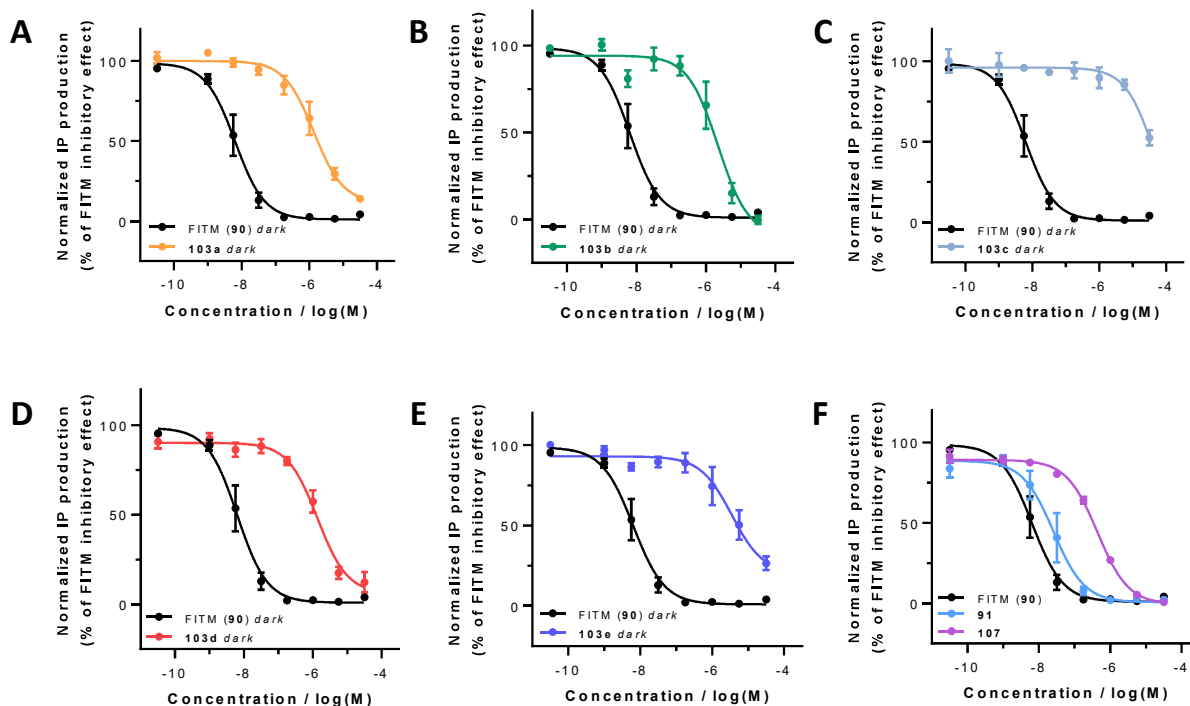 A
Normalized IP production
(% of FITM inhibitory effect)
100
50
0
FITM (90) dark
103a dark
-10
-8
-6
-4
Concentration / log(M)
B
Normalized IP production
(% of FITM inhibitory effect)
100
50
0
FITM (90) dark
103b dark
-10
-8
-6
-4
Concentration / log(M)
C
Normalized IP production
(% of FITM inhibitory effect)
100
50
0
FITM (90) dark
103c dark
-10
-8
-6
-4
Concentration / log(M)
D
Normalized IP production
(% of FITM inhibitory effect)
100
50
0
FITM (90) dark
103d dark
-10
-8
-6
-4
Concentration / log(M)
E
Normalized IP production
(% of FITM inhibitory effect)
100
50
0
FITM (90) dark
103e dark
-10
-8
-6
-4
Concentration / log(M)
F
Normalized IP production
(% of FITM inhibitory effect)
100
50
0
FITM (90)
91
107
-10
-8
-6
-4
Concentration / log(M)